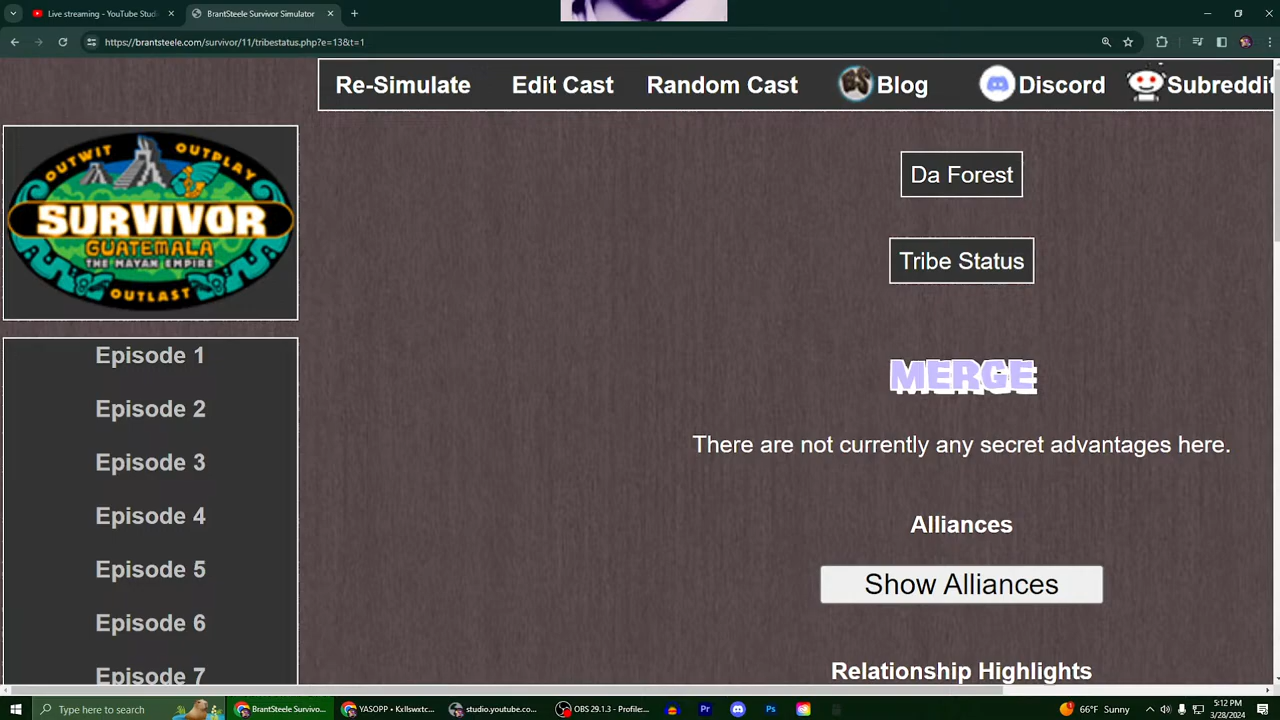 Live streaming - YouTube Studi
BrantSteele Survivor Simulator
https://brantsteele.com/survivor/11/tribestatus.php?e=13&t=1
Re-Simulate
Edit Cast
Random Cast
Blog
Discord
Subreddit
OUTWIT OUTPLAY
SURVIVOR
GUATEMALA
THE MAYAN EMPIRE
OUTLAST
Da Forest
Tribe Status
MERGE
There are not currently any secret advantages here.
Alliances
Show Alliances
Relationship Highlights
Episode 1
Episode 2
Episode 3
Episode 4
Episode 5
Episode 6
Episode 7
Type here to search
BrantSteele Survivo...
YASOPP • Kxllswxtc...
studio.youtube.co...
OBS 29.1.3 - Profile:...
Pr
Ps
66°F Sunny
5:12 PM
3/28/2024